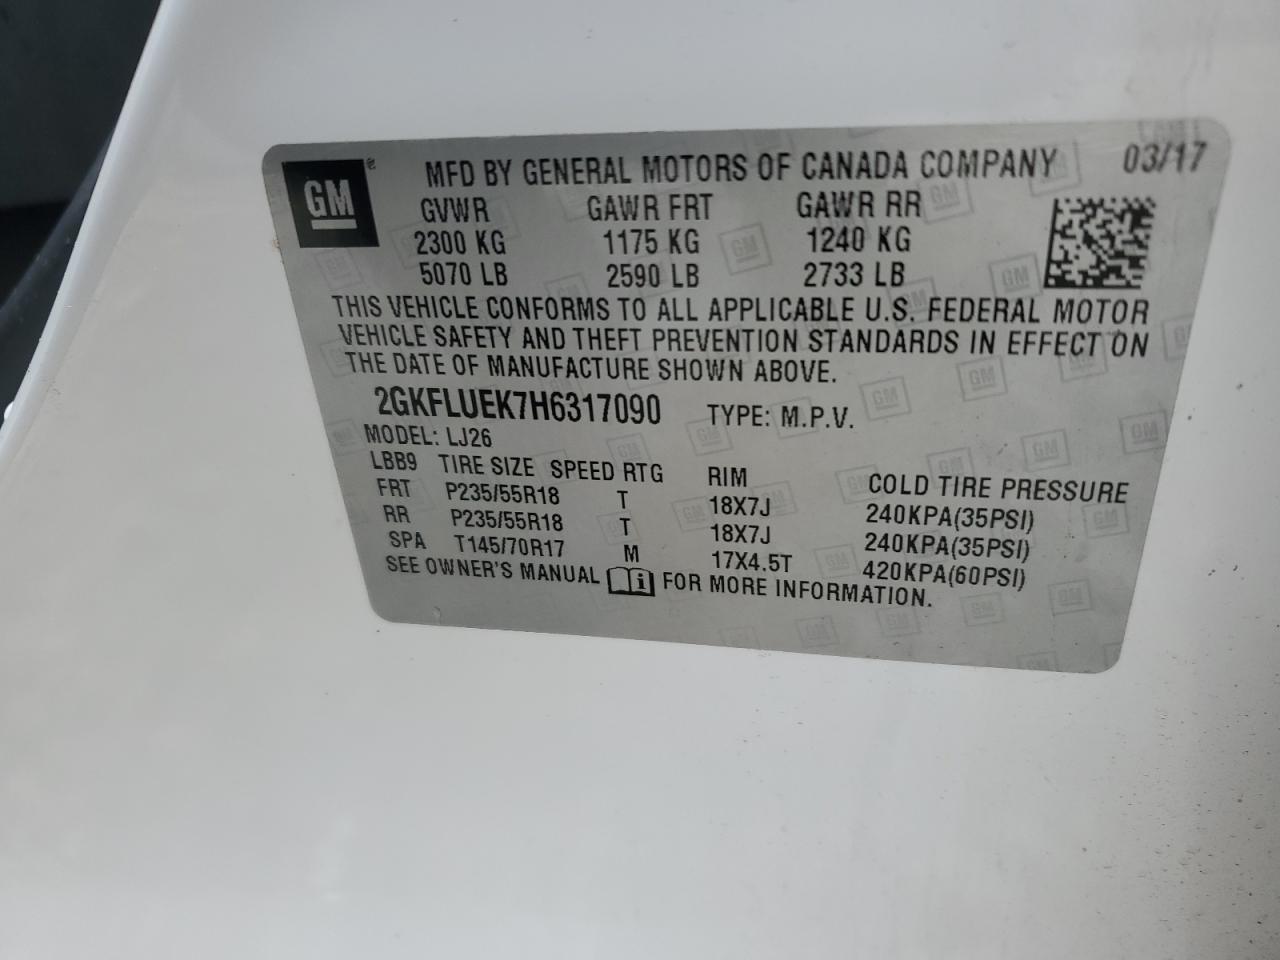 GM ® MFD BY GENERAL MOTORS OF CANADA COMPANY 03/17
GVWR GAWR FRT GAWR RR
2300 KG 1175 KG 1240 KG
5070 LB 2590 LB 2733 LB
THIS VEHICLE CONFORMS TO ALL APPLICABLE U.S. FEDERAL MOTOR
VEHICLE SAFETY AND THEFT PREVENTION STANDARDS IN EFFECT ON
THE DATE OF MANUFACTURE SHOWN ABOVE.
2GKFLUEK7H6317090 TYPE: M.P.V.
MODEL: LJ26
LBB9 TIRE SIZE SPEED RTG RIM COLD TIRE PRESSURE
FRT P235/55R18 T 18X7J 240KPA(35PSI)
RR P235/55R18 T 18X7J 240KPA(35PSI)
SPA T145/70R17 M 17X4.5T 420KPA(60PSI)
SEE OWNER'S MANUAL i FOR MORE INFORMATION.